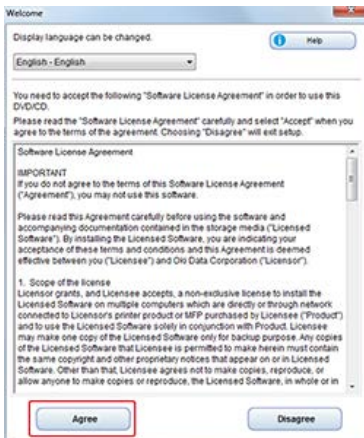 Welcome
Display language can be changed.
Help
English - English
You need to accept the following "Software License Agreement" in order to use this
DVD/CD.
Please read the "Software License Agreement" carefully and select "Accept" when you
agree to the terms of the agreement. Choosing "Disagree" will exit setup.
Software License Agreement
IMPORTANT
If you do not agree to the terms of this Software License Agreement
("Agreement"), you may not use this software.
Please read this Agreement carefully before using the software and
accompanying documentation contained in the storage media ("Licensed
Software"). By installing the Licensed Software, you are indicating your
acceptance of these terms and conditions and this Agreement is deemed
effective between you ("Licensee") and Oki Data Corporation ("Licensor").
1. Scope of the license
Licensor grants, and Licensee accepts, a non-exclusive license to install the
Licensed Software on multiple computers which are directly or through network
connected to Licensor's printer product or MFP purchased by Licensee ("Product")
and to use the Licensed Software solely in conjunction with Product. Licensee
may make one copy of the Licensed Software only for backup purpose. Any copies
of the Licensed Software that Licensee is permitted to make herein must contain
the same copyright and other proprietary notices that appear on or in Licensed
Software. Other than that, Licensee agrees not to make copies, reproduce, or
allow anyone to make copies or reproduce, the Licensed Software, in whole or in
Agree
Disagree